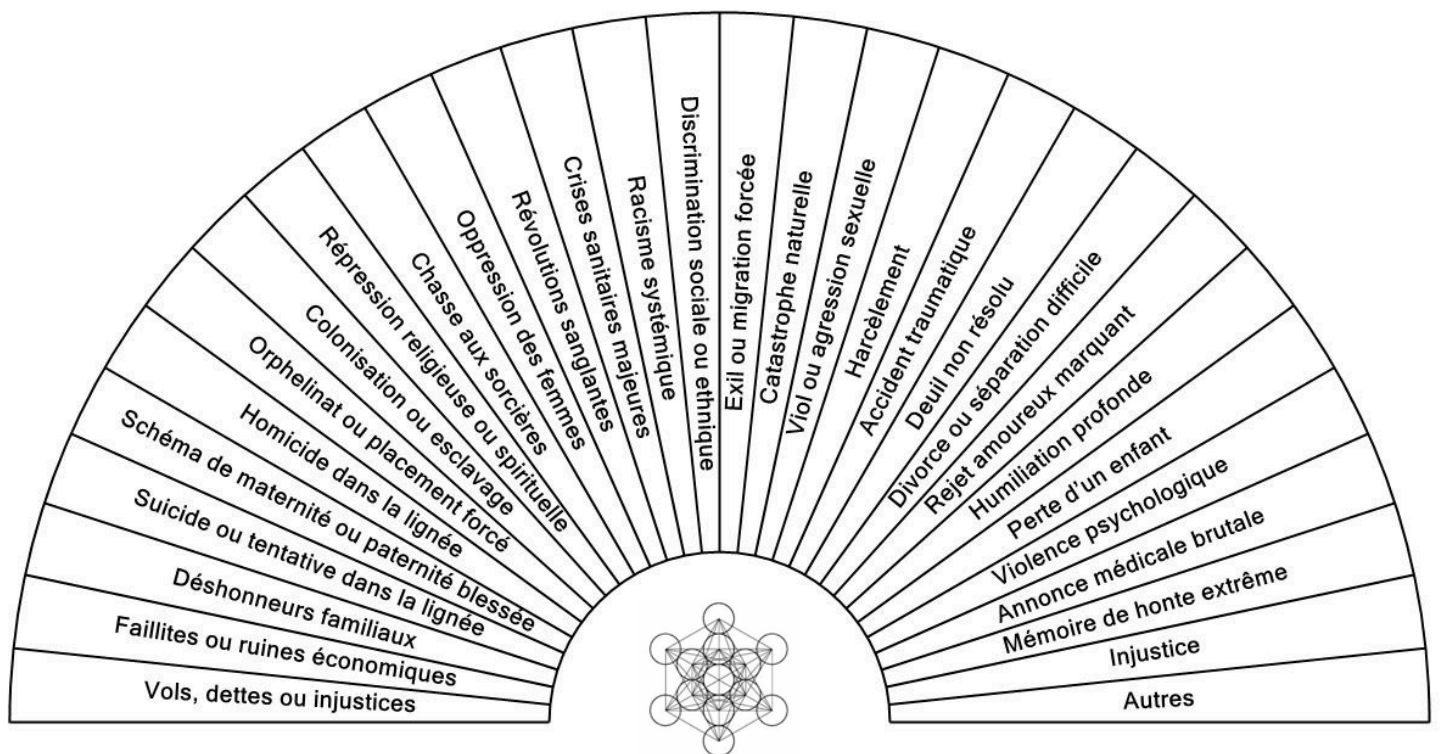 Vols, dettes ou injustices
Faillites ou ruines économiques
Déshonneurs familiaux
Suicide ou tentative dans la lignée
Schéma de maternité ou paternité blessée
Homicide dans la lignée
Orphelinat ou placement forcé
Colonisation ou esclavage
Répression religieuse ou spirituelle
Chasse aux sorcières
Oppression des femmes
Révolutions sanglantes
Crises sanitaires majeures
Racisme systémique
Discrimination sociale ou ethnique
Exil ou migration forcée
Catastrophe naturelle
Viol ou agression sexuelle
Harcèlement
Accident traumatique
Deuil non résolu
Divorce ou séparation difficile
Rejet amoureux marquant
Humiliation profonde
Perte d'un enfant
Violence psychologique
Annonce médicale brutale
Mémoire de honte extrême
Injustice
Autres